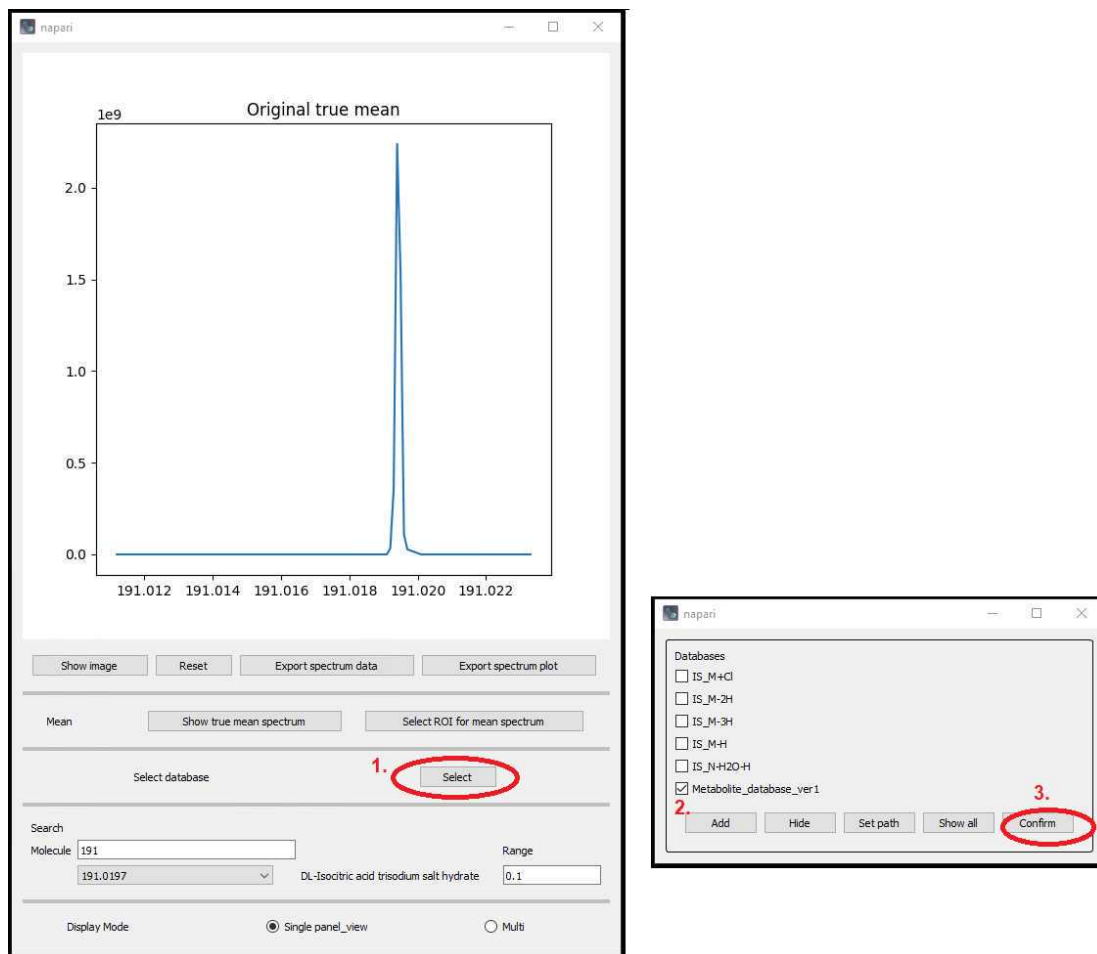 napari
1e9
Original true mean
2.0
1.5
1.0
0.5
0.0
191.012 191.014 191.016 191.018 191.020 191.022
Show image Reset Export spectrum data Export spectrum plot
Mean Show true mean spectrum Select ROI for mean spectrum
Select database 1. Select
Search
Molecule 191 Range
191.0197 DL-Isocitric acid trisodium salt hydrate 0.1
Display Mode Single panel_view Multi
napari
Databases
IS_M+Cl
IS_M-2H
IS_M-3H
IS_M-H
IS_N-H2O-H
Metabolite_database_ver1
2. 3.
Add Hide Set path Show all Confirm